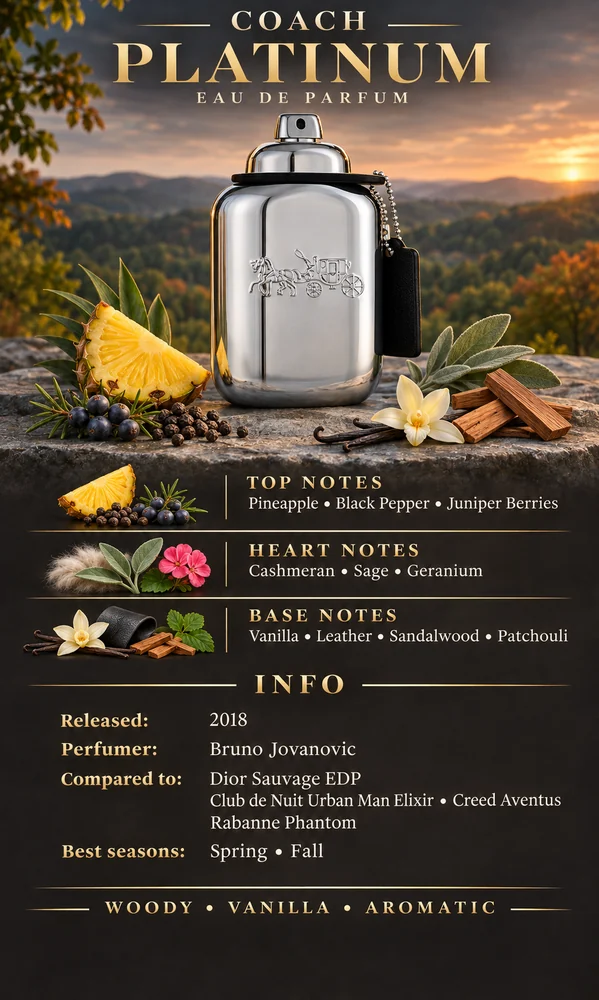 COACH
PLATINUM
EAU DE PARFUM
TOP NOTES
Pineapple • Black Pepper • Juniper Berries
HEART NOTES
Cashmeran • Sage • Geranium
BASE NOTES
Vanilla • Leather • Sandalwood • Patchouli
INFO
Released: 2018
Perfumer: Bruno Jovanovic
Compared to: Dior Sauvage EDP
Club de Nuit Urban Man Elixir • Creed Aventus
Rabanne Phantom
Best seasons: Spring • Fall
WOODY • VANILLA • AROMATIC